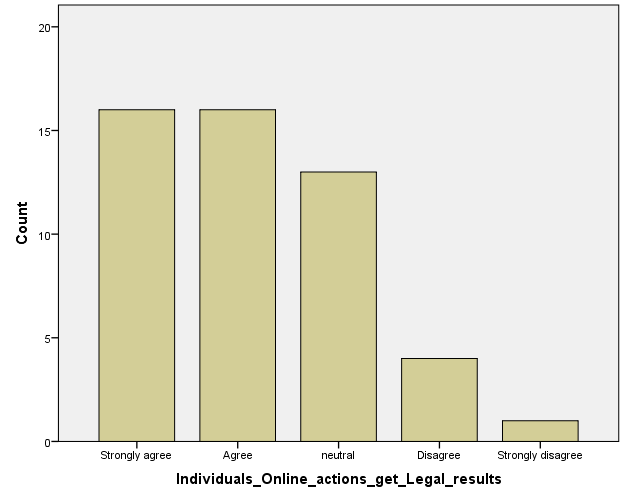 20
15
10
5
0
Count
Strongly agree
Agree
neutral
Disagree
Strongly disagree
Individuals_Online_actions_get_Legal_results